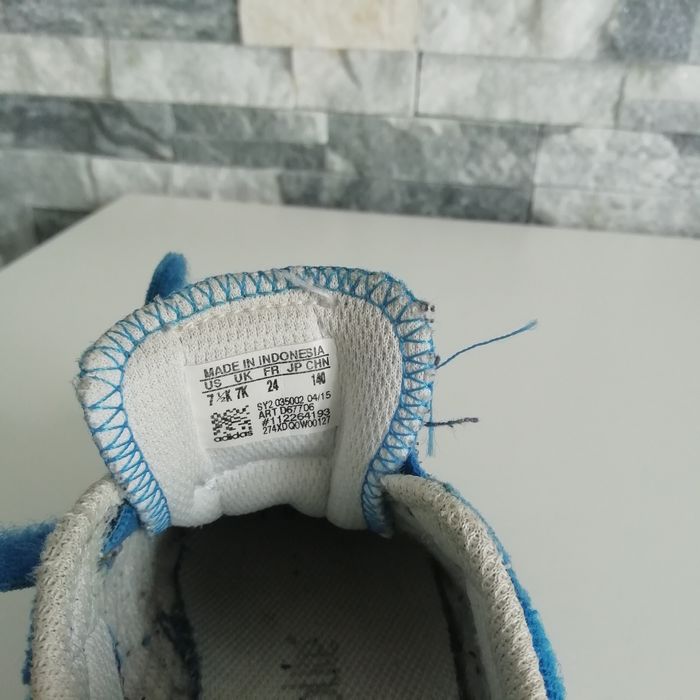 MADE IN INDONESIA
US UK FR JP CHN
7 ½K 7K 24 140
SY2 035002 04/15
ART D67706
#112264193
274XDQ0W00127
adidas